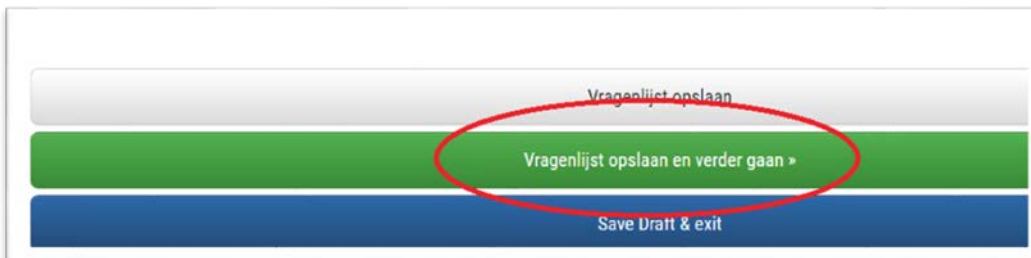 Vragenlijst opslaan
Vragenlijst opslaan en verder gaan »
Save Draft & exit